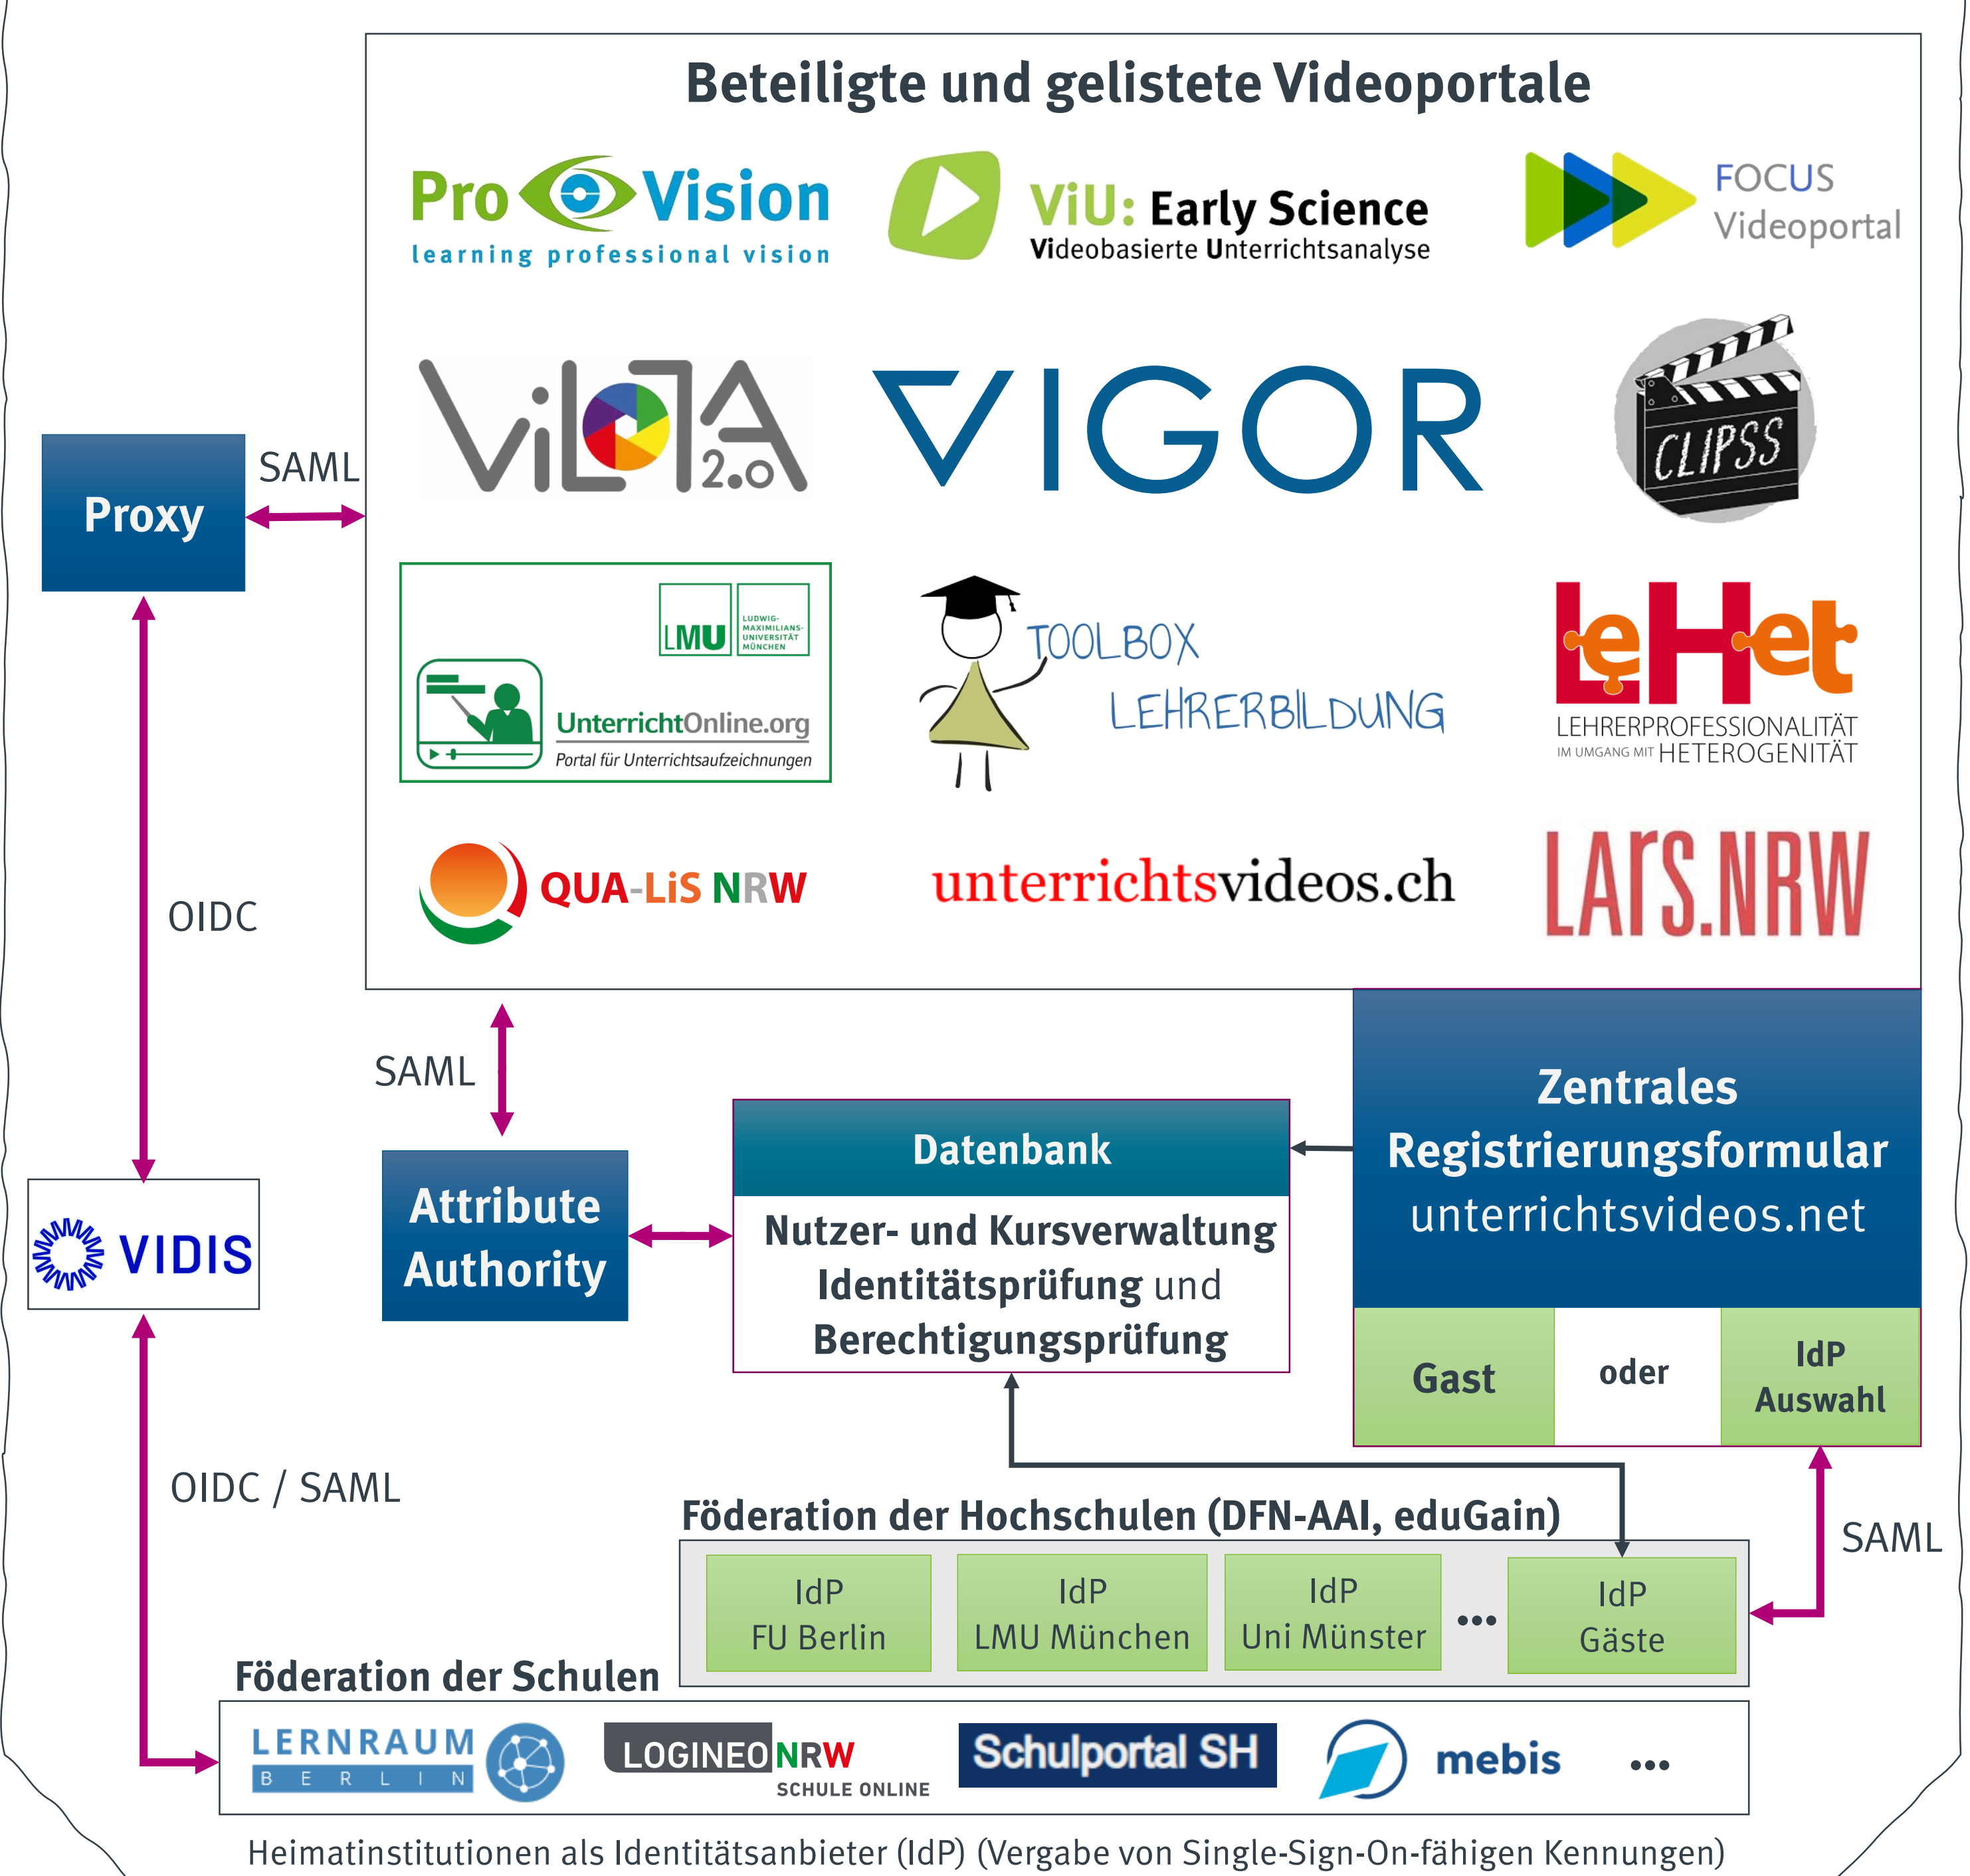 Beteiligte und gelistete Videoportale
Pro Vision
learning professional vision
ViU: Early Science
Videobasierte Unterrichtsanalyse
FOCUS
Videoportal
ViLLA
2.0
VIGOR
CLIPSS
LMU
LUDWIG-
MAXIMILIANS-
UNIVERSITÄT
MÜNCHEN
UnterrichtOnline.org
Portal für Unterrichtsaufzeichnungen
TOOLBOX
LEHRERBILDUNG
LeHet
LEHRERPROFESSIONALITÄT
IM UMGANG MIT HETEROGENITÄT
QUA-LiS NRW
unterrichtsvideos.ch
LArS.NRW
Proxy
SAML
OIDC
SAML
Zentrales
Registrierungsformular
unterrichtsvideos.net
Datenbank
Nutzer- und Kursverwaltung
Identitätsprüfung und
Berechtigungsprüfung
Attribute
Authority
VIDIS
Gast
oder
IdP
Auswahl
OIDC / SAML
SAML
Föderation der Hochschulen (DFN-AAI, eduGain)
IdP
FU Berlin
IdP
LMU München
IdP
Uni Münster
...
IdP
Gäste
Föderation der Schulen
LERNRAUM
BERLIN
LOGINEO NRW
SCHULE ONLINE
Schulportal SH
mebis
...
Heimatinstitutionen als Identitätsanbieter (IdP) (Vergabe von Single-Sign-On-fähigen Kennungen)